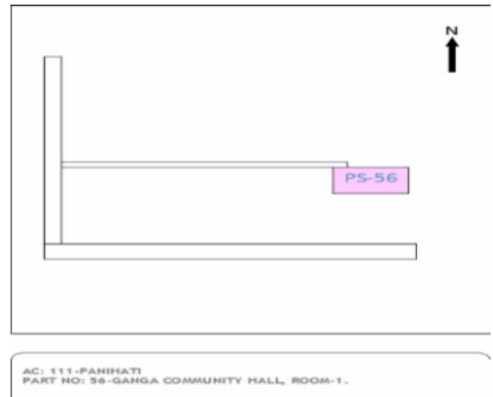 N
PS-56
AC: 111-PANIHATI
PART NO: 56-GANGA COMMUNITY HALL, ROOM-1.